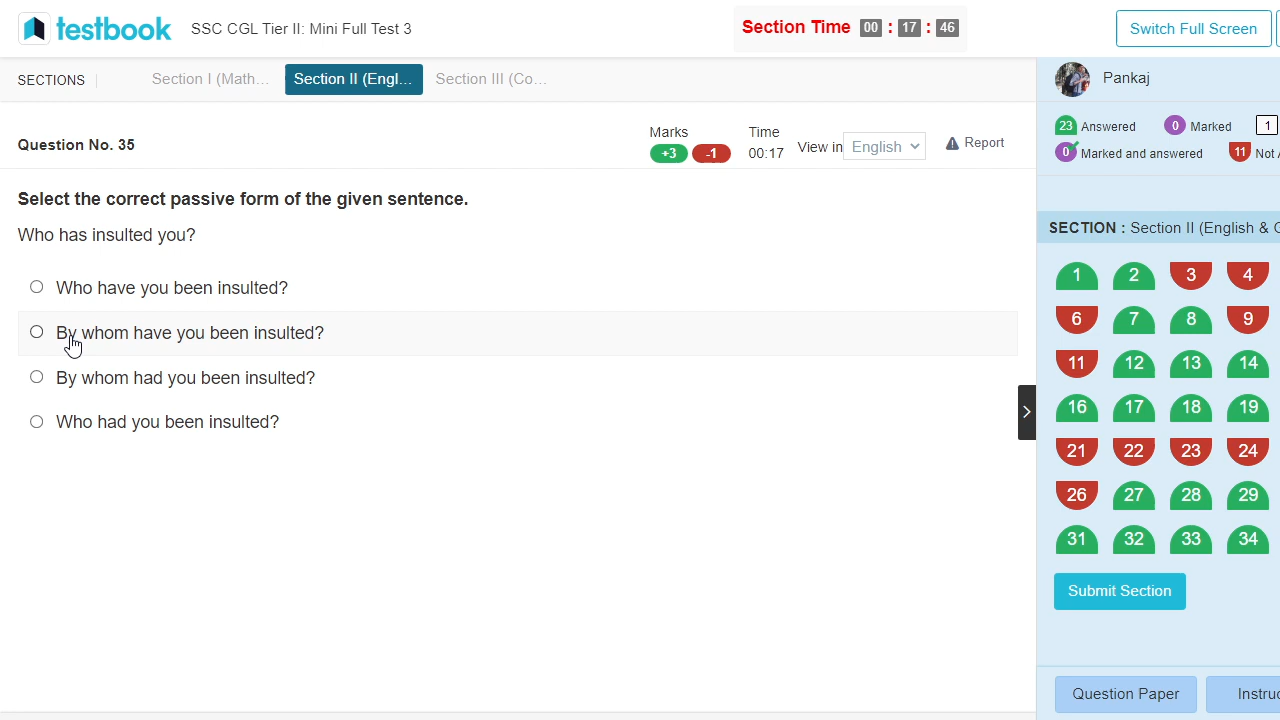 testbook
SSC CGL Tier II: Mini Full Test 3
Section Time 00 : 17 : 46
Switch Full Screen
SECTIONS
Section I (Math...
Section II (Engl...
Section III (Co...
Pankaj
23 Answered
0 Marked
1
0 Marked and answered
11 Not
Question No. 35
Marks
+3 -1
Time
00:17
View in English
Report
Select the correct passive form of the given sentence.
Who has insulted you?
Who have you been insulted?
By whom have you been insulted?
By whom had you been insulted?
Who had you been insulted?
SECTION : Section II (English &
1 2 3 4
6 7 8 9
11 12 13 14
16 17 18 19
21 22 23 24
26 27 28 29
31 32 33 34
Submit Section
Question Paper
Instruc